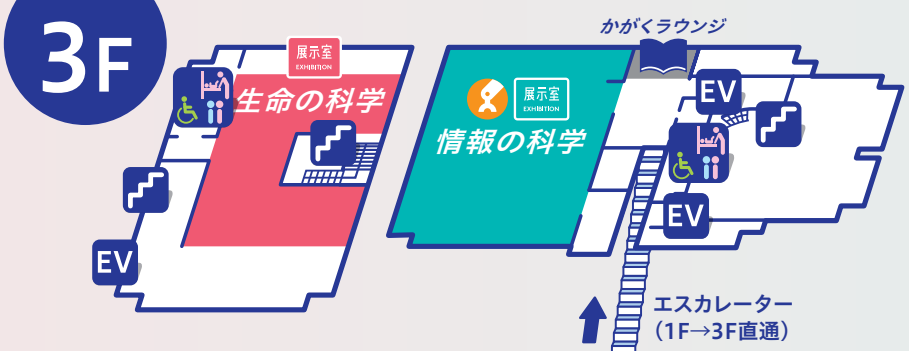 3F
かがくラウンジ
展示室
EXHIBITION
生命の科学
展示室
EXHIBITION
情報の科学
EV
EV
EV
エスカレーター
（1F→3F直通）